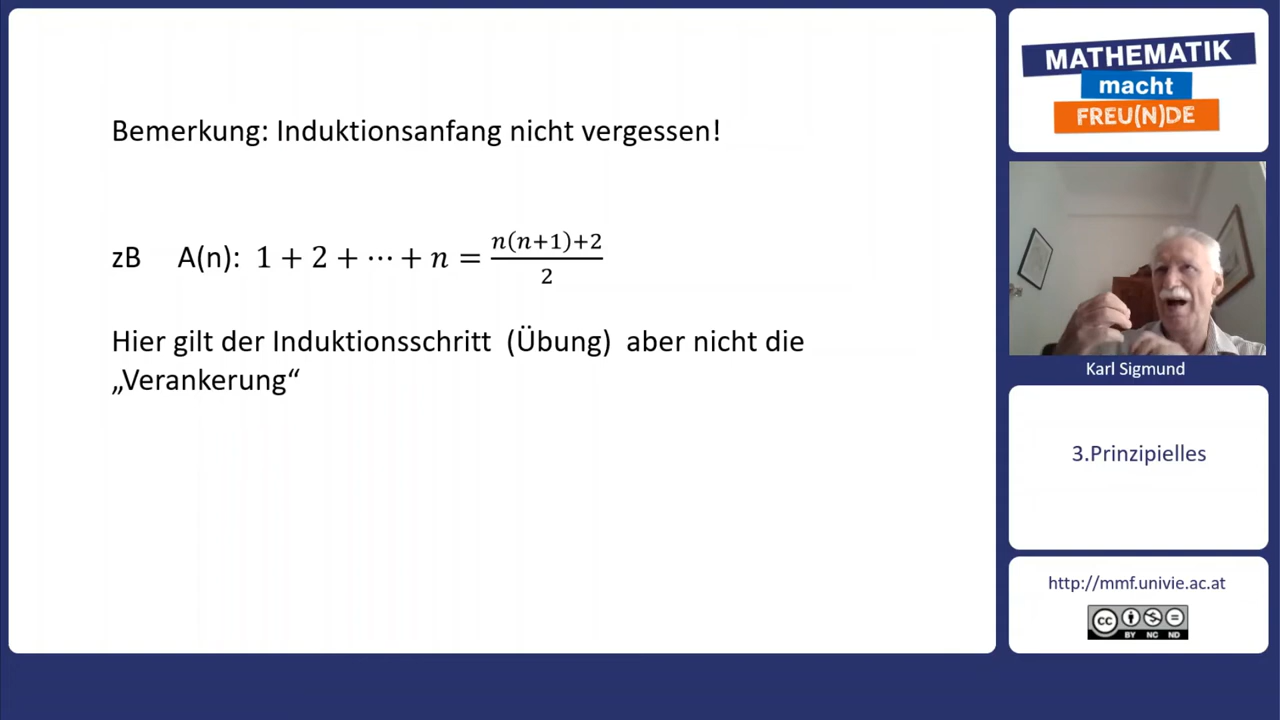 Bemerkung: Induktionsanfang nicht vergessen!
zB A(n): 1 + 2 + ⋯ + n = (n(n+1)+2)/2
Hier gilt der Induktionsschritt (Übung) aber nicht die
„Verankerung“
MATHEMATIK
macht
FREU(N)DE
Karl Sigmund
3.Prinzipielles
http://mmf.univie.ac.at
cc
BY NC ND